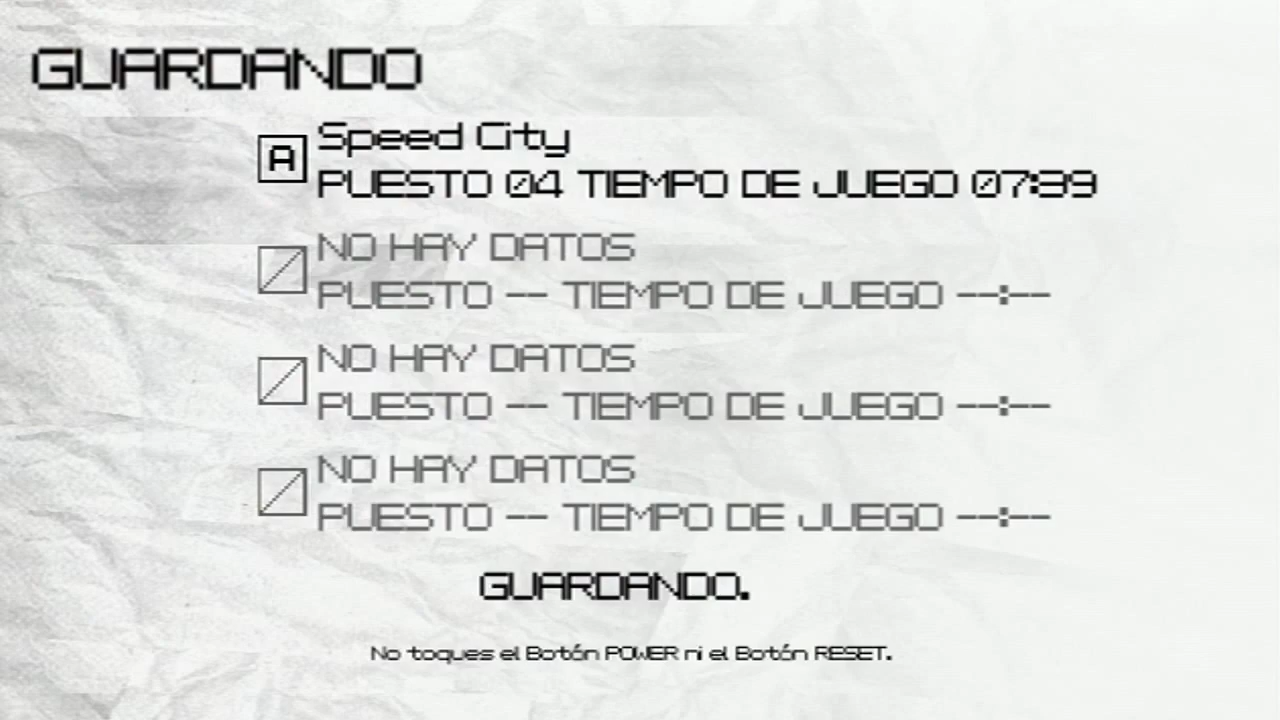 GUARDANDO
A Speed City
PUESTO 04 TIEMPO DE JUEGO 07:39
NO HAY DATOS
PUESTO -- TIEMPO DE JUEGO --:--
NO HAY DATOS
PUESTO -- TIEMPO DE JUEGO --:--
NO HAY DATOS
PUESTO -- TIEMPO DE JUEGO --:--
GUARDANDO.
No toques el Botón POWER ni el Botón RESET.